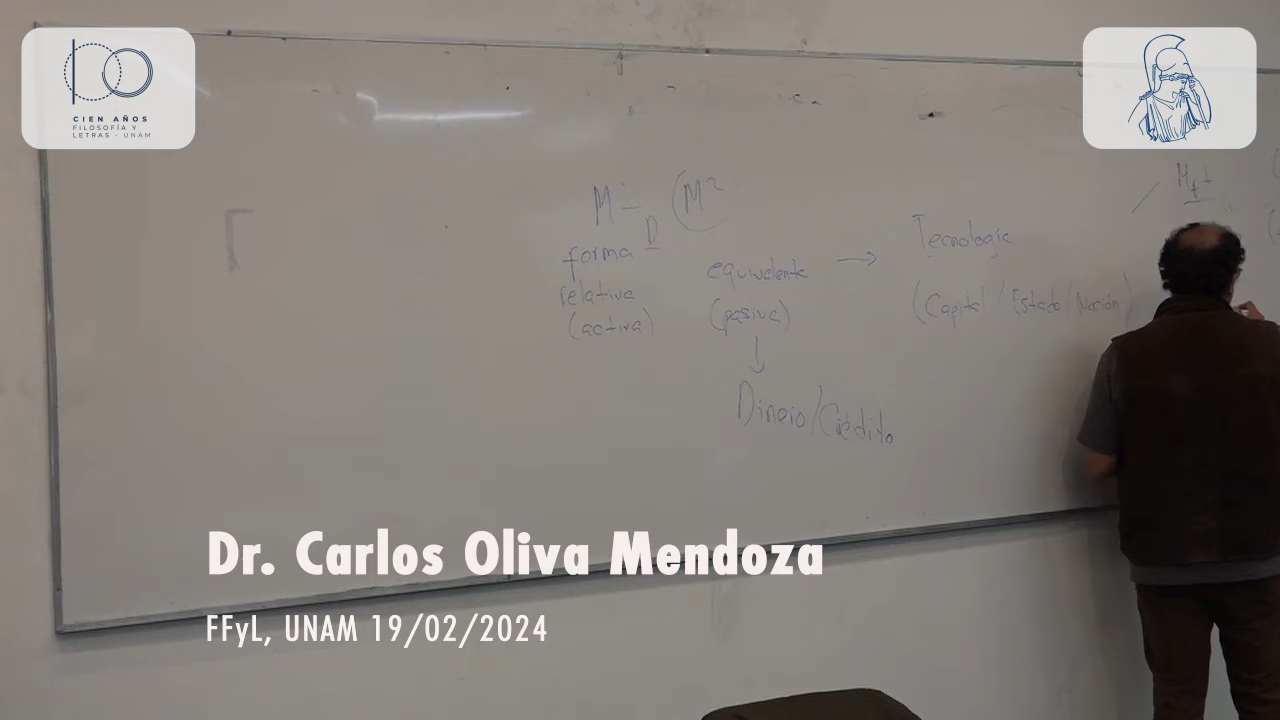 CIEN AÑOS
FILOSOFÍA Y
LETRAS - UNAM
M - M²
D
forma
relativa
(activa)
equivalente
(pasiva)
Dinero/Crédito
→ Tecnología
(Capital / Estado / Nación)
Dr. Carlos Oliva Mendoza
FFyL, UNAM 19/02/2024